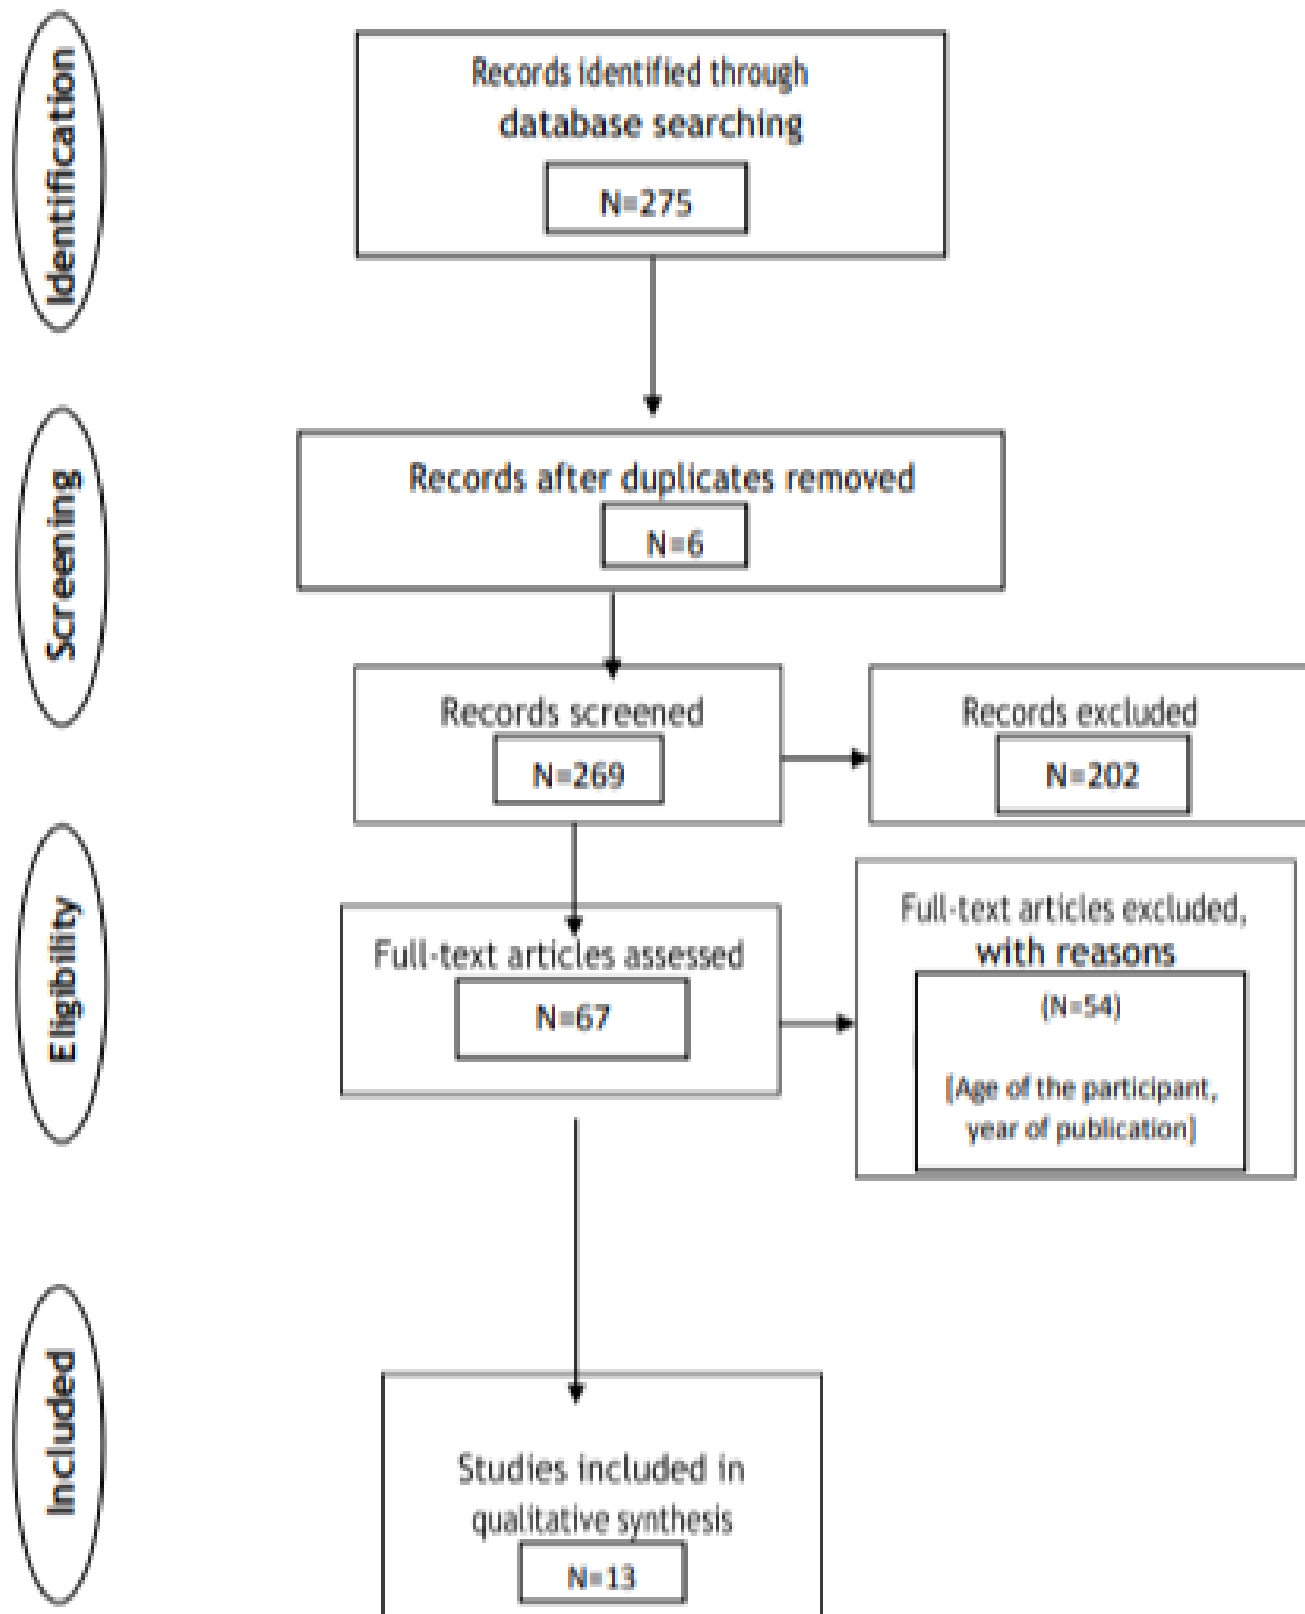 Identification
Records identified through
database searching
N=275
Screening
Records after duplicates removed
N=6
Records screened
N=269
Records excluded
N=202
Eligibility
Full-text articles assessed
N=67
Full-text articles excluded,
with reasons
(N=54)
(Age of the participant,
year of publication)
Included
Studies included in
qualitative synthesis
N=13